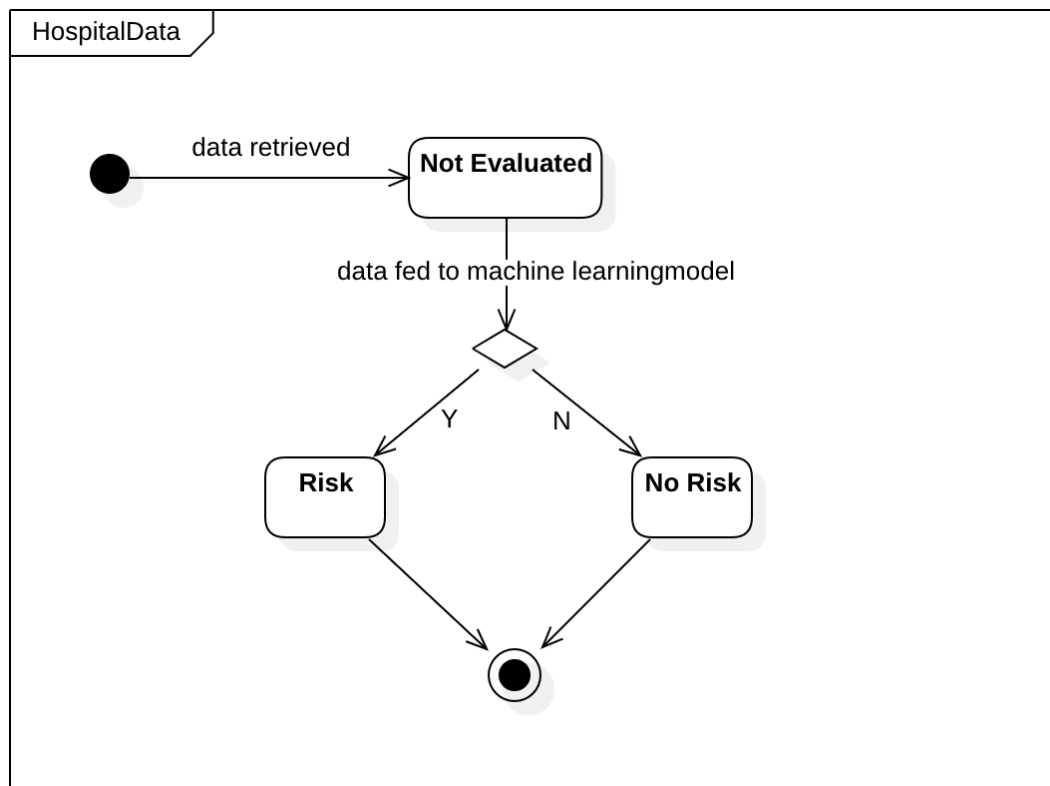 HospitalData
data retrieved
Not Evaluated
data fed to machine learningmodel
Y
N
Risk
No Risk